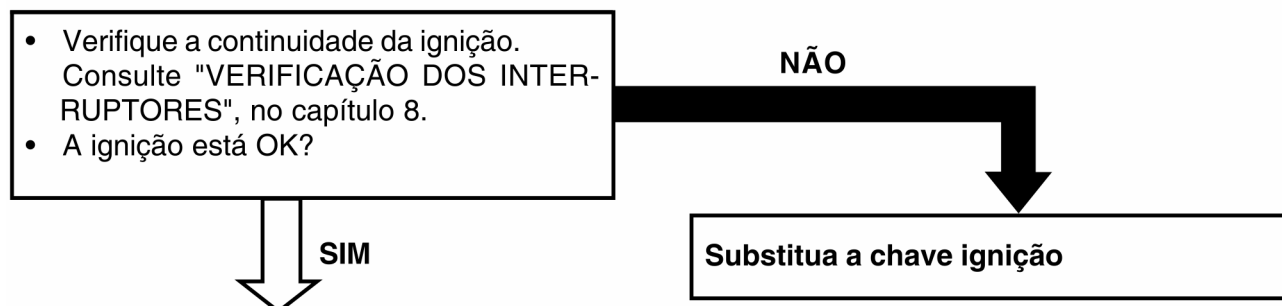 • Verifique a continuidade da ignição.
Consulte "VERIFICAÇÃO DOS INTER-
RUPTORES", no capítulo 8.
• A ignição está OK?
NÃO
SIM
Substitua a chave ignição